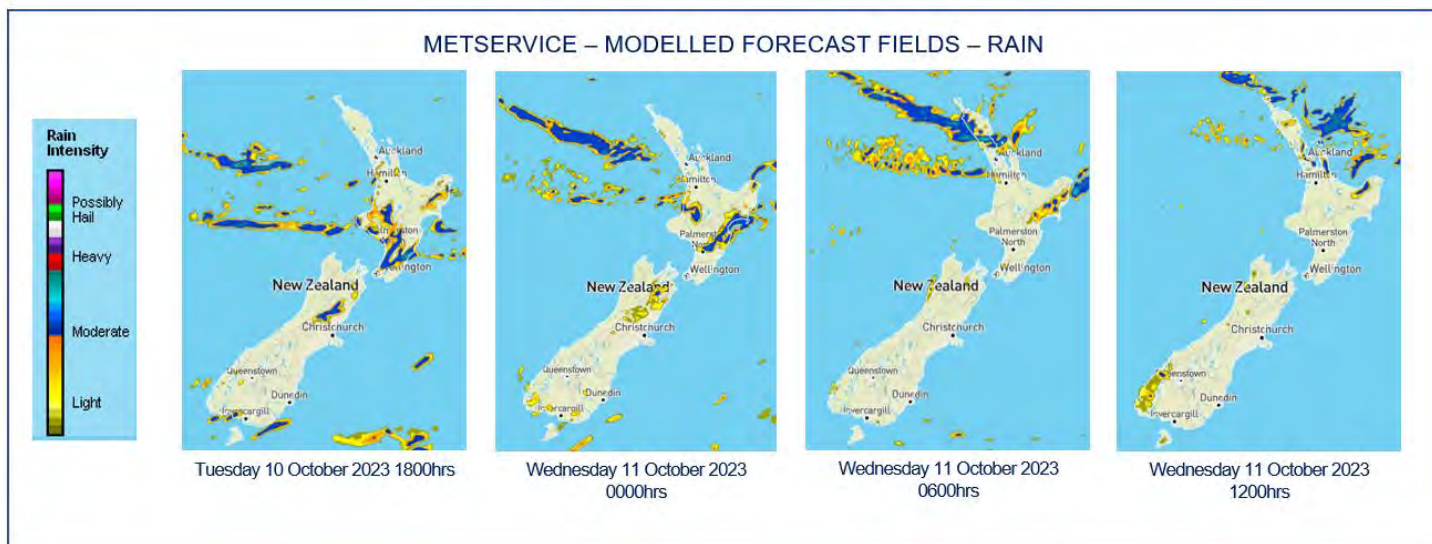 METSERVICE – MODELLED FORECAST FIELDS – RAIN
Rain
Intensity
Possibly
Hail
Heavy
Moderate
Light
Auckland
Hamilton
Wellington
New Zealand
Christchurch
Queenstown
Dunedin
Invercargill
Tuesday 10 October 2023 1800hrs
Auckland
Hamilton
Palmerston
North
Wellington
New Zealand
Christchurch
Queenstown
Dunedin
Invercargill
Wednesday 11 October 2023
0000hrs
Auckland
Hamilton
Palmerston
North
Wellington
New Zealand
Christchurch
Queenstown
Dunedin
Invercargill
Wednesday 11 October 2023
0600hrs
Auckland
Hamilton
Palmerston
North
Wellington
New Zealand
Christchurch
Queenstown
Dunedin
Invercargill
Wednesday 11 October 2023
1200hrs